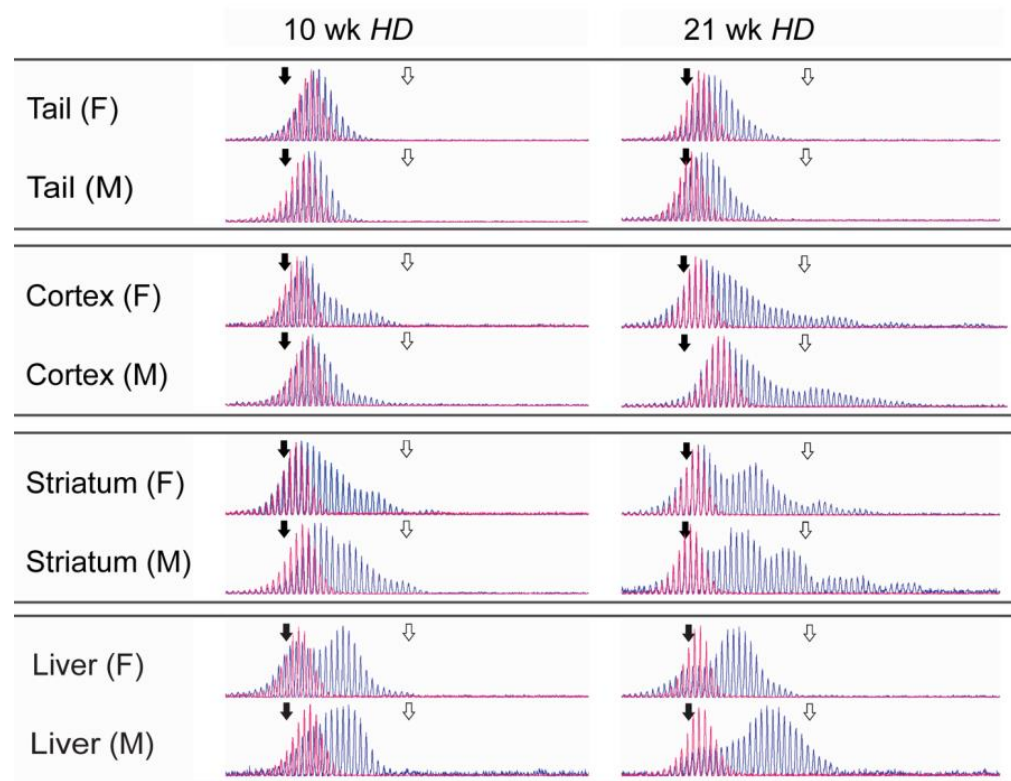 10 wk HD 21 wk HD
Tail (F)
Tail (M)
Cortex (F)
Cortex (M)
Striatum (F)
Striatum (M)
Liver (F)
Liver (M)